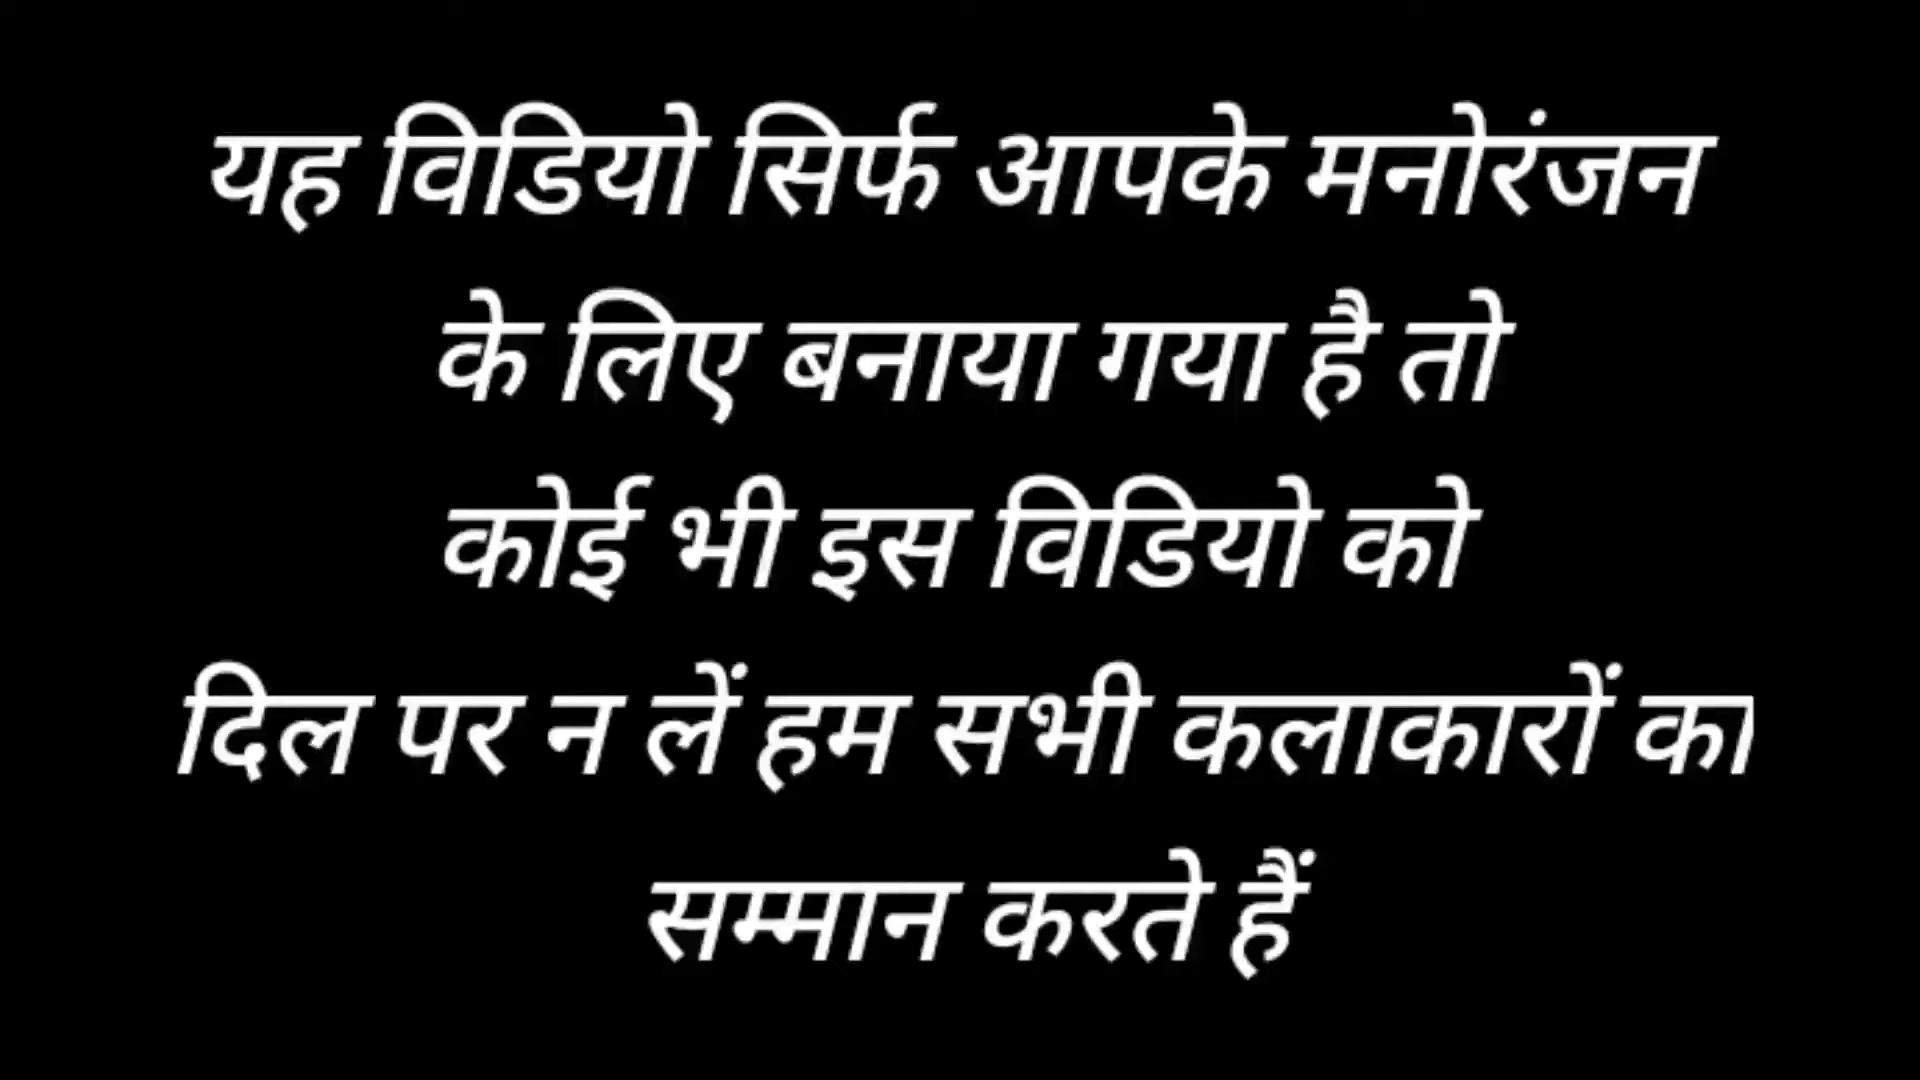 यह विडियो सिर्फ आपके मनोरंजन
के लिए बनाया गया है तो
कोई भी इस विडियो को
दिल पर न लें हम सभी कलाकारों का
सम्मान करते हैं